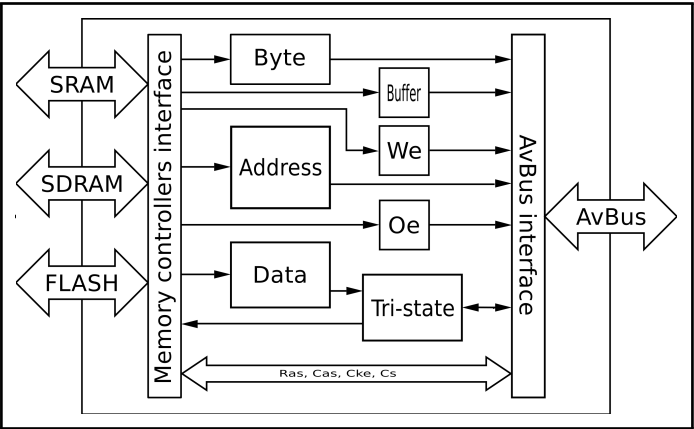 SRAM
SDRAM
FLASH
Memory controllers interface
Byte
Buffer
We
Address
Oe
Data
Tri-state
Ras, Cas, Cke, Cs
AvBus interface
AvBus